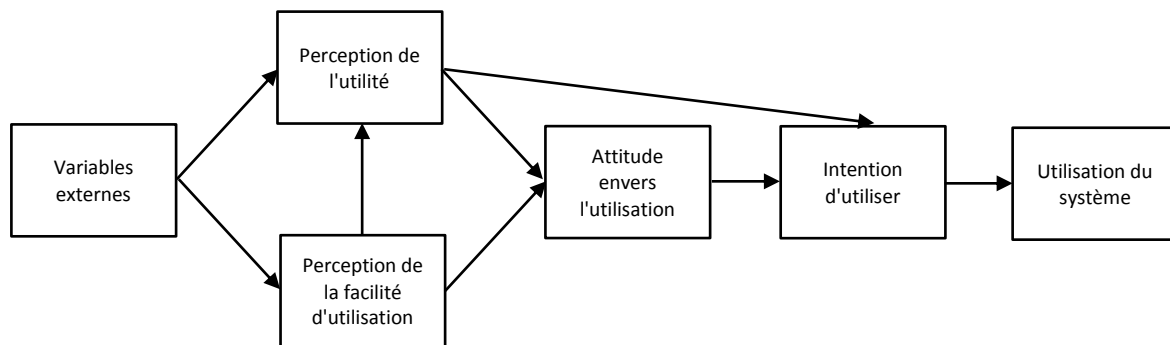 Perception de
l'utilité
Variables
externes
Attitude
envers
l'utilisation
Intention
d'utiliser
Utilisation du
système
Perception de
la facilité
d'utilisation